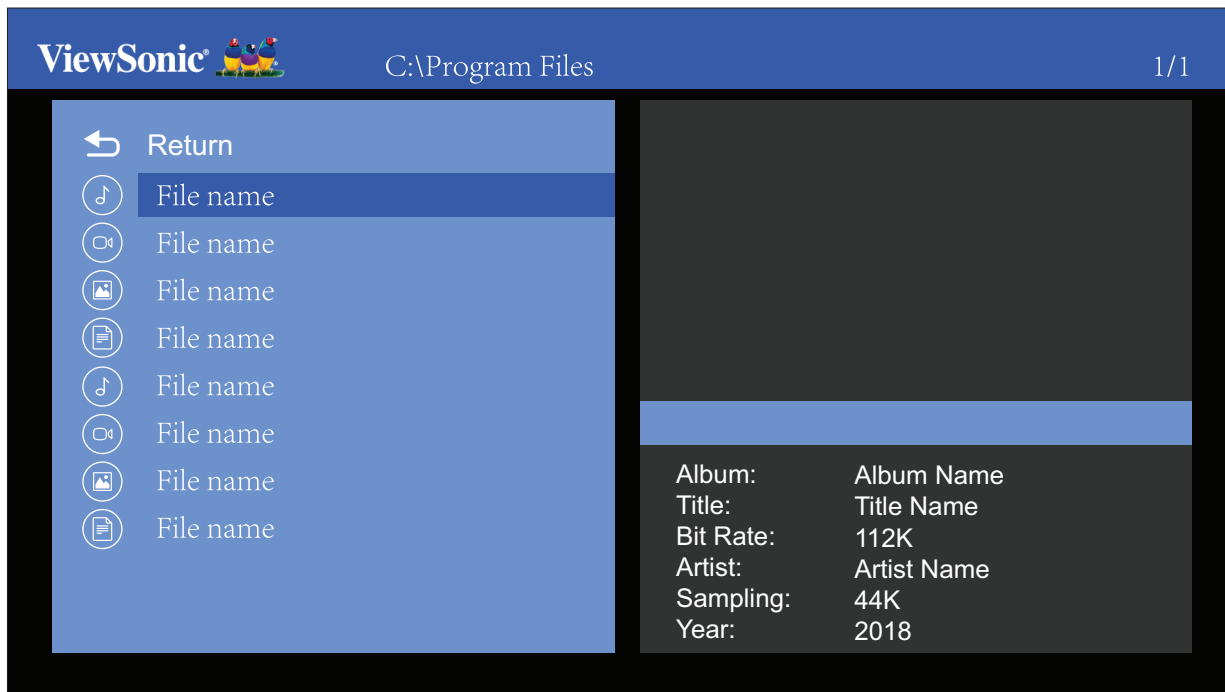 ViewSonic®
C:\Program Files
1/1
Return
File name
File name
File name
File name
File name
File name
File name
File name
Album: Album Name
Title: Title Name
Bit Rate: 112K
Artist: Artist Name
Sampling: 44K
Year: 2018